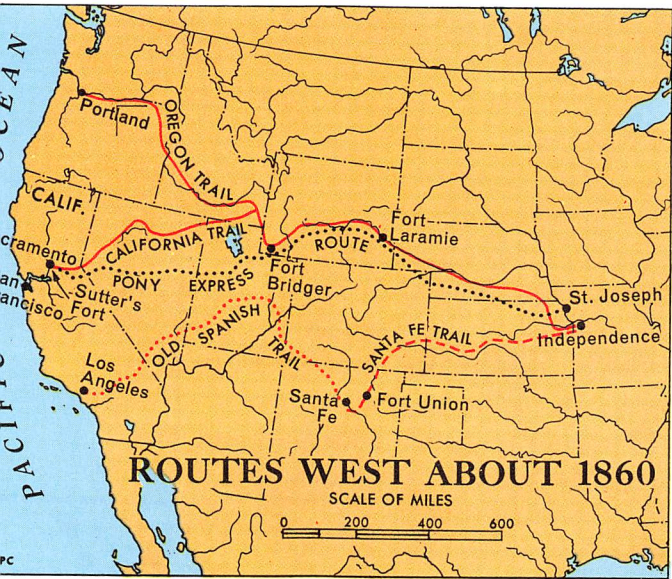 OCEAN
Portland
OREGON TRAIL
CALIF.
CALIFORNIA TRAIL
Fort
Laramie
ROUTE
cramento
an
ancisco
Sutter's
Fort
PONY EXPRESS
Fort
Bridger
St. Joseph
Independence
OLD SPANISH TRAIL
SANTA FE TRAIL
Los
Angeles
Santa
Fe
Fort Union
PACIFIC
ROUTES WEST ABOUT 1860
SCALE OF MILES
0 200 400 600
PC